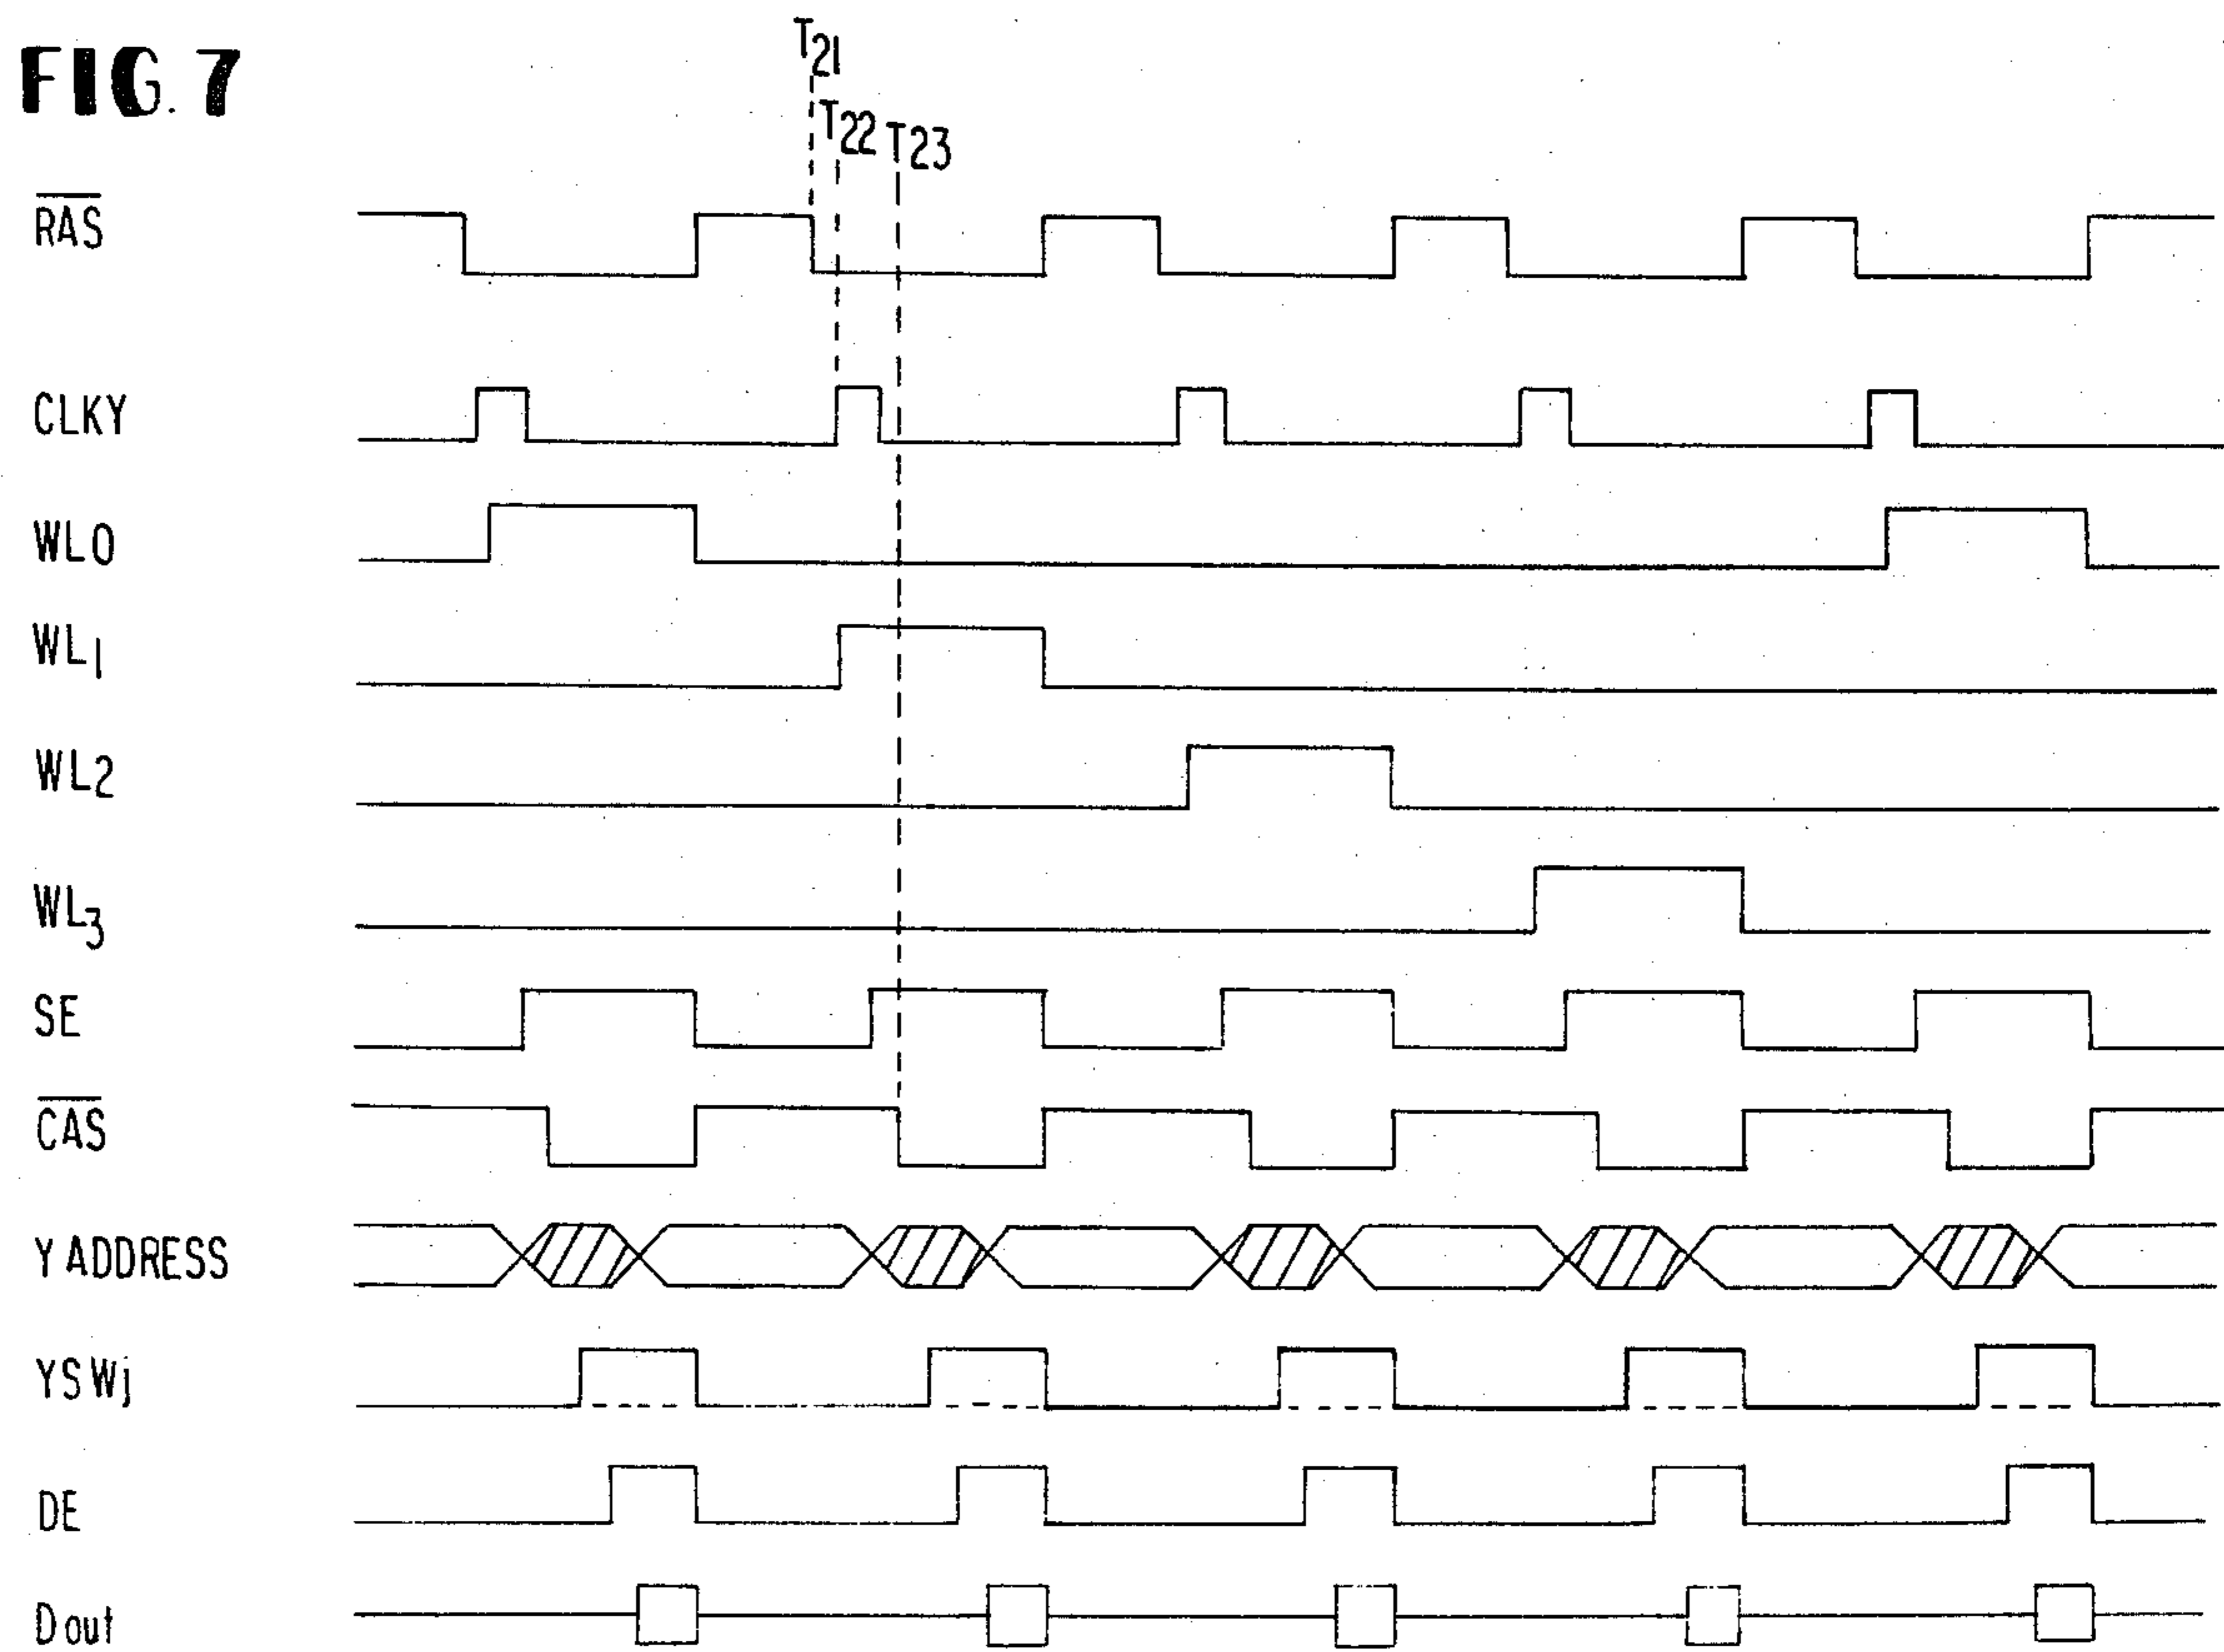 FIG. 7
T21
T22 T23
RAS
CLKY
WL0
WL1
WL2
WL3
SE
CAS
Y ADDRESS
YSWj
DE
Dout